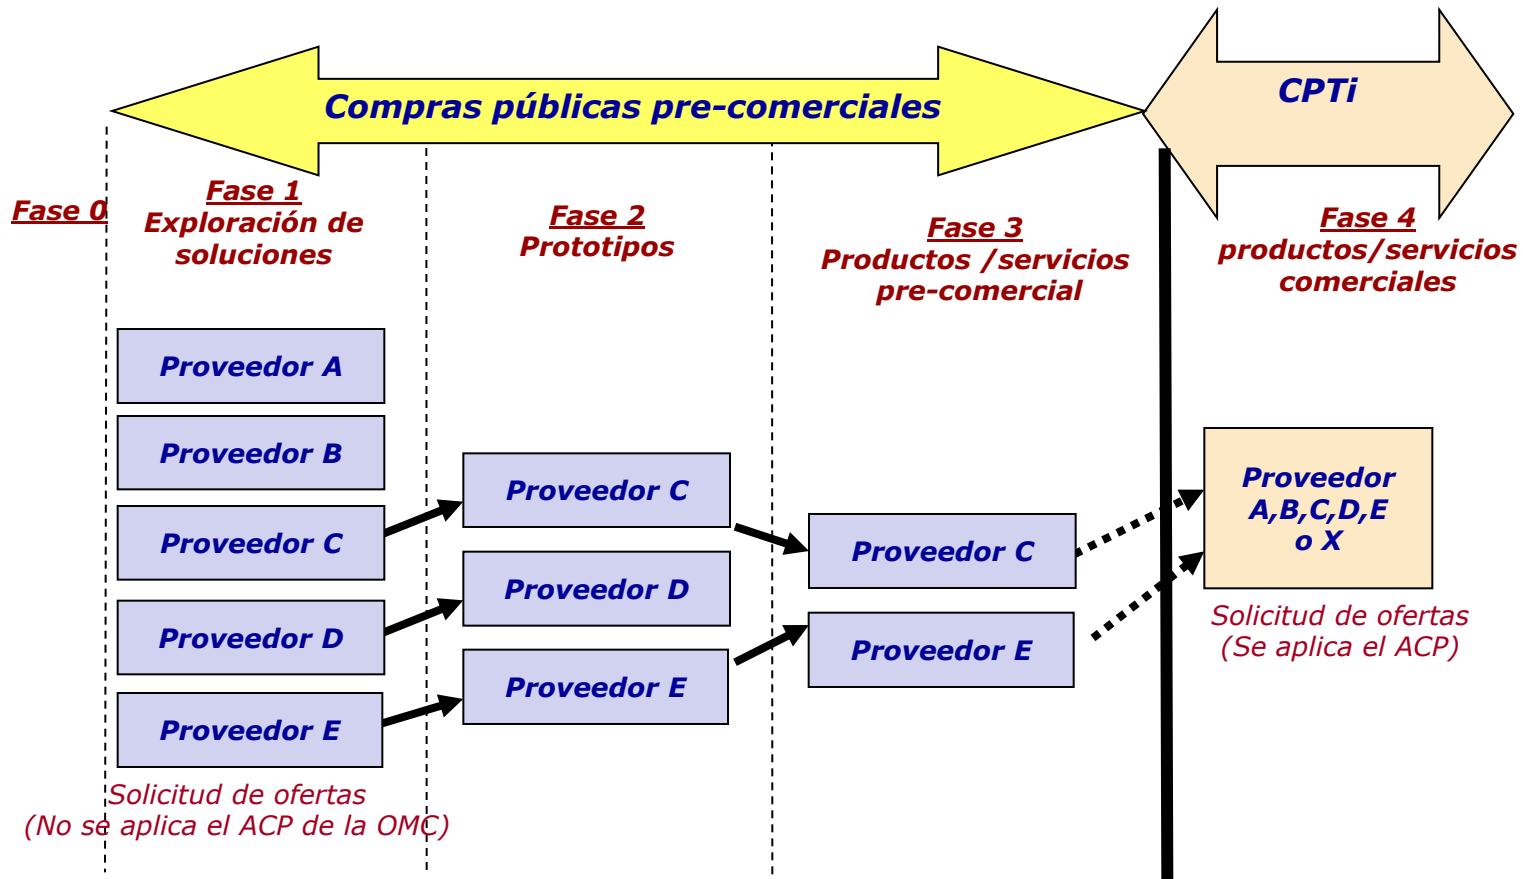 Compras públicas pre-comerciales
CPTi
Fase 0
Fase 1
Exploración de
soluciones
Fase 2
Prototipos
Fase 3
Productos /servicios
pre-comercial
Fase 4
productos/servicios
comerciales
Proveedor A
Proveedor B
Proveedor C
Proveedor D
Proveedor E
Solicitud de ofertas
(No se aplica el ACP de la OMC)
Proveedor C
Proveedor D
Proveedor E
Proveedor C
Proveedor E
Proveedor
A,B,C,D,E
o X
Solicitud de ofertas
(Se aplica el ACP)